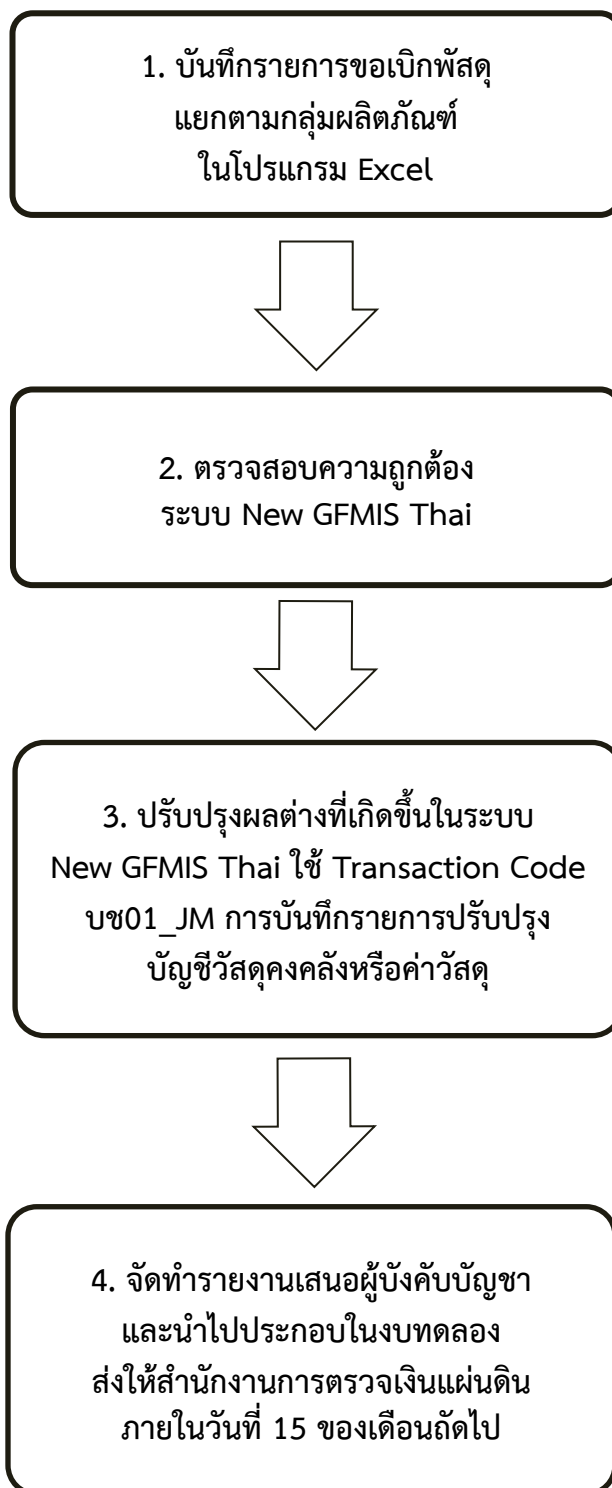 1. บันทึกรายการขอเบิกพัสดุ
แยกตามกลุ่มผลิตภัณฑ์
ในโปรแกรม Excel
2. ตรวจสอบความถูกต้อง
ระบบ New GFMIS Thai
3. ปรับปรุงผลต่างที่เกิดขึ้นในระบบ
New GFMIS Thai ใช้ Transaction Code
บช01_JM การบันทึกรายการปรับปรุง
บัญชีวัสดุคงคลังหรือค่าวัสดุ
4. จัดทำรายงานเสนอผู้บังคับบัญชา
และนำไปประกอบในงบทดลอง
ส่งให้สำนักงานการตรวจเงินแผ่นดิน
ภายในวันที่ 15 ของเดือนถัดไป